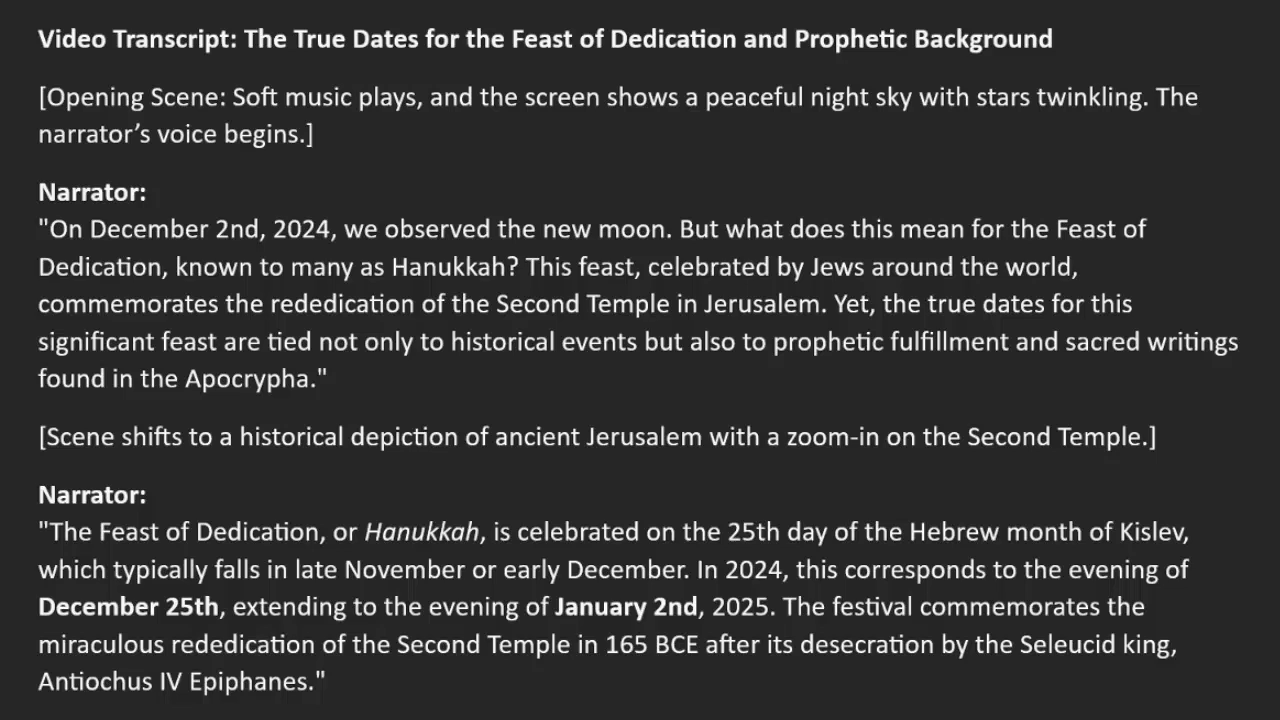 Video Transcript: The True Dates for the Feast of Dedication and Prophetic Background
[Opening Scene: Soft music plays, and the screen shows a peaceful night sky with stars twinkling. The
narrator’s voice begins.]
Narrator:
"On December 2nd, 2024, we observed the new moon. But what does this mean for the Feast of
Dedication, known to many as Hanukkah? This feast, celebrated by Jews around the world,
commemorates the rededication of the Second Temple in Jerusalem. Yet, the true dates for this
significant feast are tied not only to historical events but also to prophetic fulfillment and sacred writings
found in the Apocrypha."
[Scene shifts to a historical depiction of ancient Jerusalem with a zoom-in on the Second Temple.]
Narrator:
"The Feast of Dedication, or Hanukkah, is celebrated on the 25th day of the Hebrew month of Kislev,
which typically falls in late November or early December. In 2024, this corresponds to the evening of
December 25th, extending to the evening of January 2nd, 2025. The festival commemorates the
miraculous rededication of the Second Temple in 165 BCE after its desecration by the Seleucid king,
Antiochus IV Epiphanes."